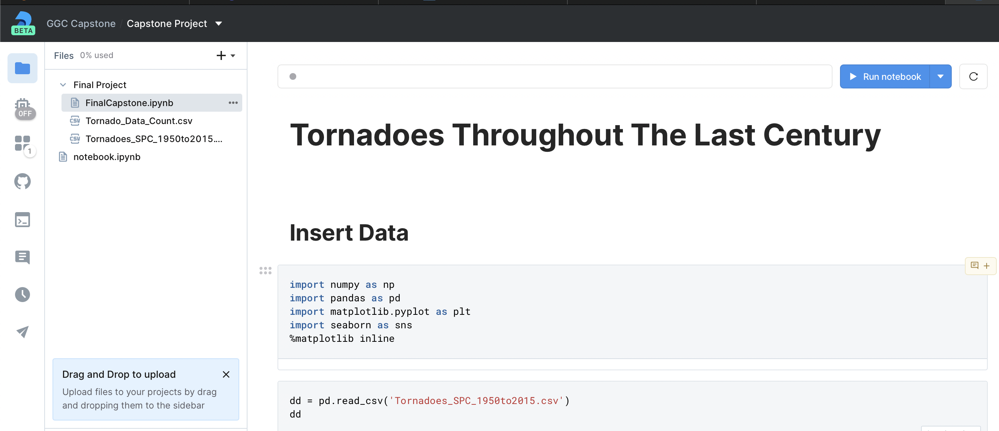 BETA
GGC Capstone / Capstone Project
Files 0% used
Final Project
FinalCapstone.ipynb
OFF
Tornado_Data_Count.csv
CSV
Tornadoes_SPC_1950to2015....
CSV
1
notebook.ipynb
Drag and Drop to upload
Upload files to your projects by drag
and dropping them to the sidebar
Run notebook
Tornadoes Throughout The Last Century
Insert Data
import numpy as np
import pandas as pd
import matplotlib.pyplot as plt
import seaborn as sns
%matplotlib inline
dd = pd.read_csv('Tornadoes_SPC_1950to2015.csv')
dd